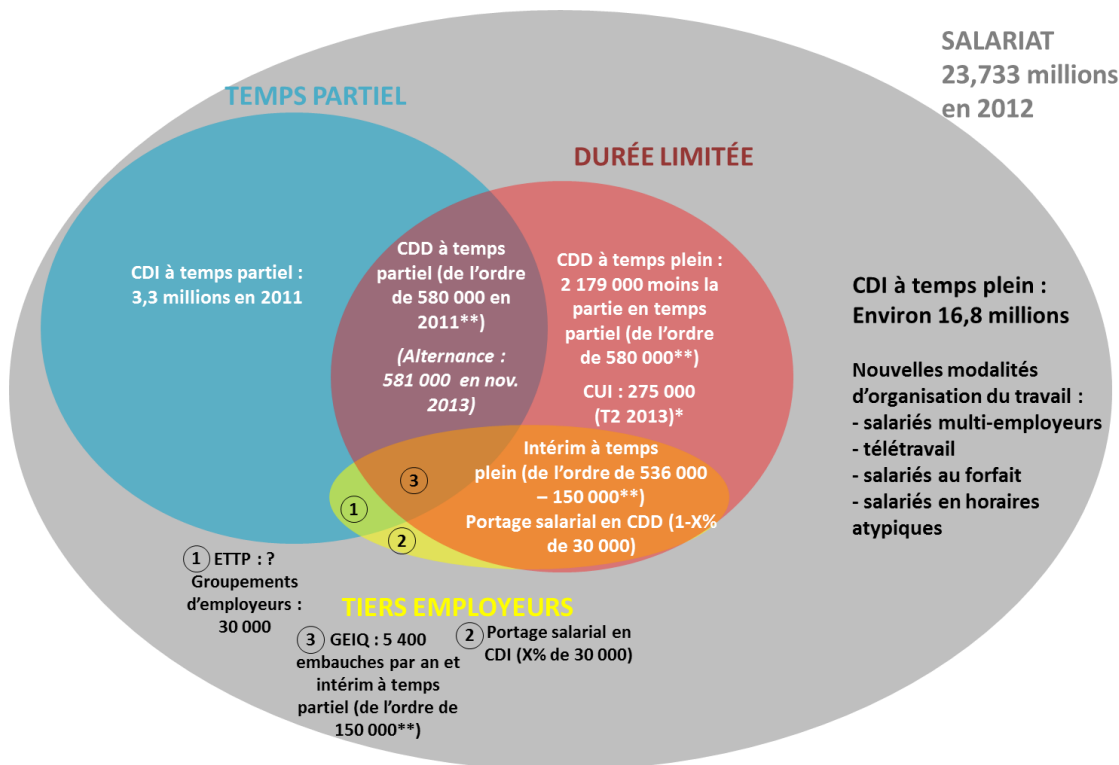 SALARIAT
23,733 millions
en 2012
TEMPS PARTIEL
DURÉE LIMITÉE
CDI à temps partiel :
3,3 millions en 2011
CDD à temps
partiel (de l’ordre
de 580 000 en
2011**)
(Alternance :
581 000 en nov.
2013)
CDD à temps plein :
2 179 000 moins la
partie en temps
partiel (de l’ordre
de 580 000**)
CUI : 275 000
(T2 2013)*
CDI à temps plein :
Environ 16,8 millions
Nouvelles modalités
d’organisation du travail :
- salariés multi-employeurs
- télétravail
- salariés au forfait
- salariés en horaires
atypiques
Intérim à temps
plein (de l’ordre de 536 000
– 150 000**)
Portage salarial en CDD (1-X%
de 30 000)
3
1
2
1 ETTP : ?
Groupements
d’employeurs :
30 000
TIERS EMPLOYEURS
3 GEIQ : 5 400
embauches par an et
intérim à temps
partiel (de l’ordre de
150 000**)
2 Portage salarial en
CDI (X% de 30 000)